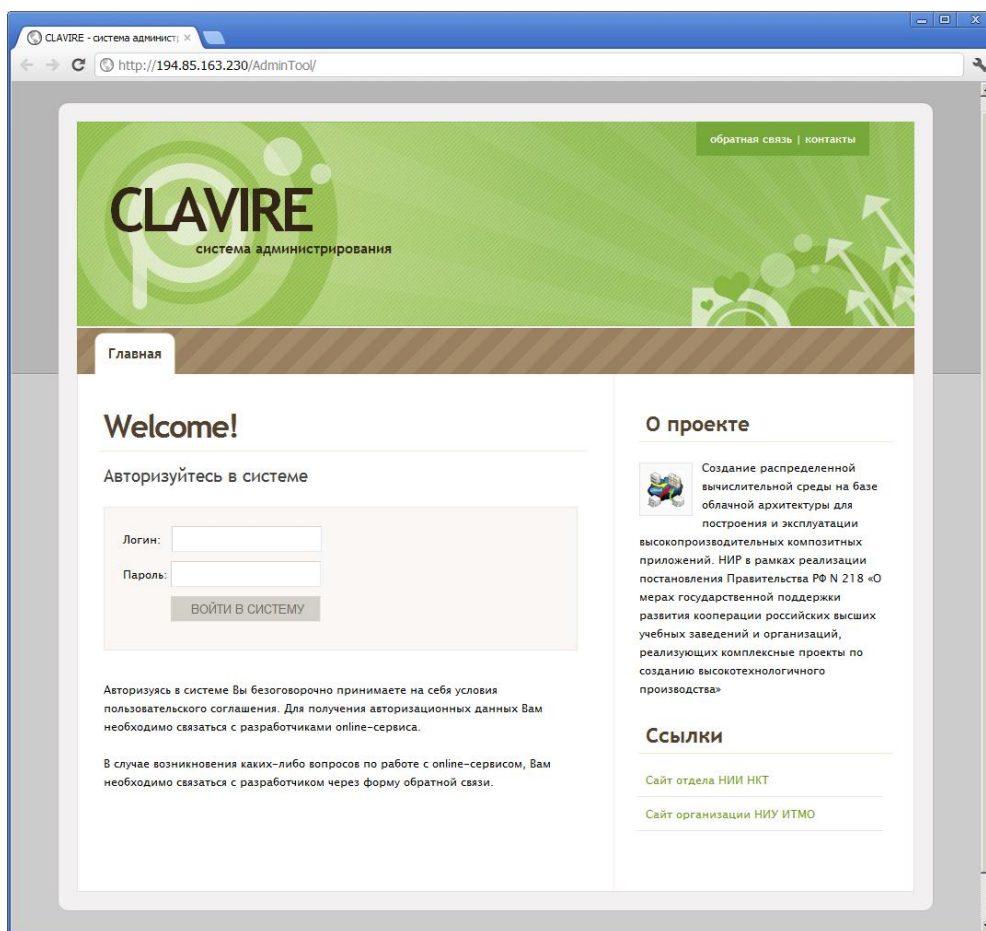 CLAVIRE - система админист
http://194.85.163.230/AdminTool/
обратная связь | контакты
CLAVIRE
система администрирования
Главная
Welcome!
Авторизуйтесь в системе
Логин:
Пароль:
ВОЙТИ В СИСТЕМУ
Авторизуясь в системе Вы безоговорочно принимаете на себя условия
пользовательского соглашения. Для получения авторизационных данных Вам
необходимо связаться с разработчиками online-сервиса.
В случае возникновения каких-либо вопросов по работе с online-сервисом, Вам
необходимо связаться с разработчиком через форму обратной связи.
О проекте
Создание распределенной
вычислительной среды на базе
облачной архитектуры для
построения и эксплуатации
высокопроизводительных композитных
приложений. НИР в рамках реализации
постановления Правительства РФ N 218 «О
мерах государственной поддержки
развития кооперации российских высших
учебных заведений и организаций,
реализующих комплексные проекты по
созданию высокотехнологичного
производства»
Ссылки
Сайт отдела НИИ НКТ
Сайт организации НИУ ИТМО